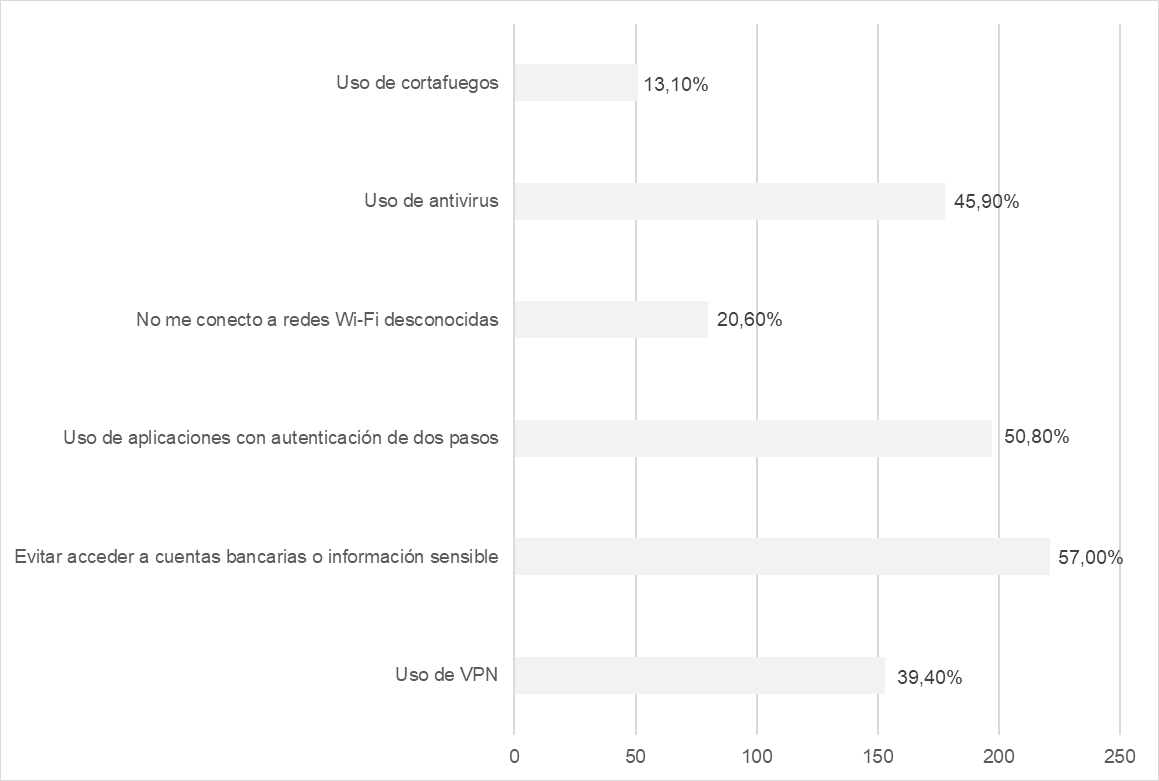 Uso de cortafuegos 13,10%
Uso de antivirus 45,90%
No me conecto a redes Wi-Fi desconocidas 20,60%
Uso de aplicaciones con autenticación de dos pasos 50,80%
Evitar acceder a cuentas bancarias o información sensible 57,00%
Uso de VPN 39,40%
0 50 100 150 200 250